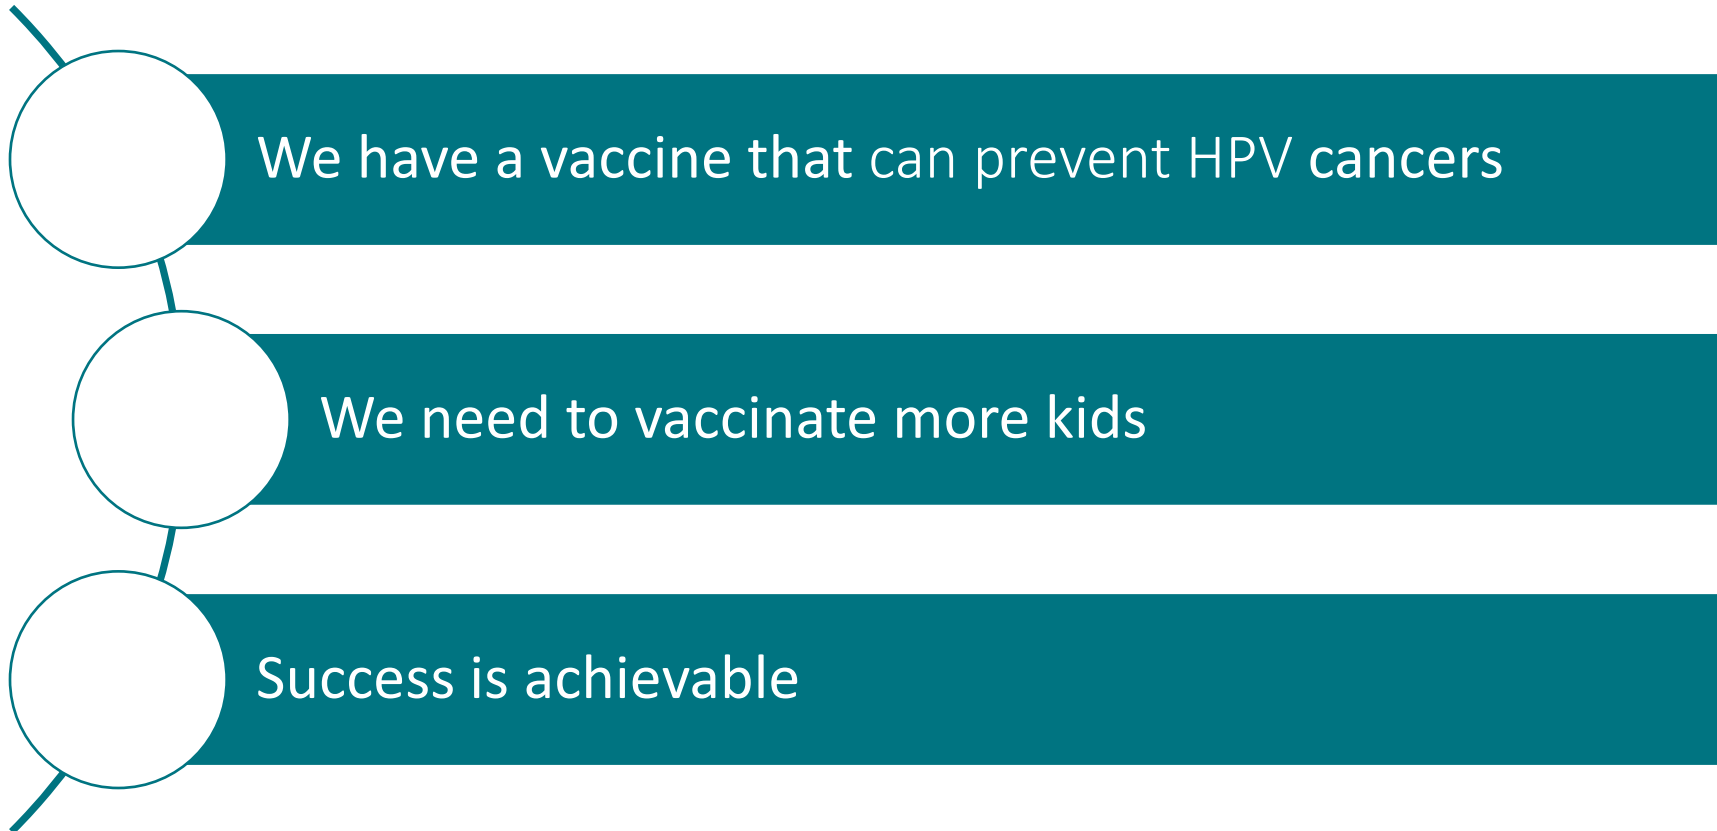 We have a vaccine that can prevent HPV cancers
We need to vaccinate more kids
Success is achievable